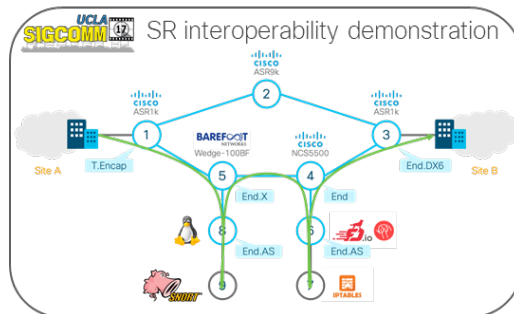 UCLA
SIGCOMM 17 SR interoperability demonstration
CISCO
ASR9k
2
CISCO
ASR1k
CISCO
ASR1k
1
3
BAREFOOT
NETWORKS
Wedge-100BF
CISCO
NCS5500
Site A
T.Encap
5
4
End.DX6
Site B
End.X
End
8
6
.io
End.AS
End.AS
SNORT
9
7
IPTABLES